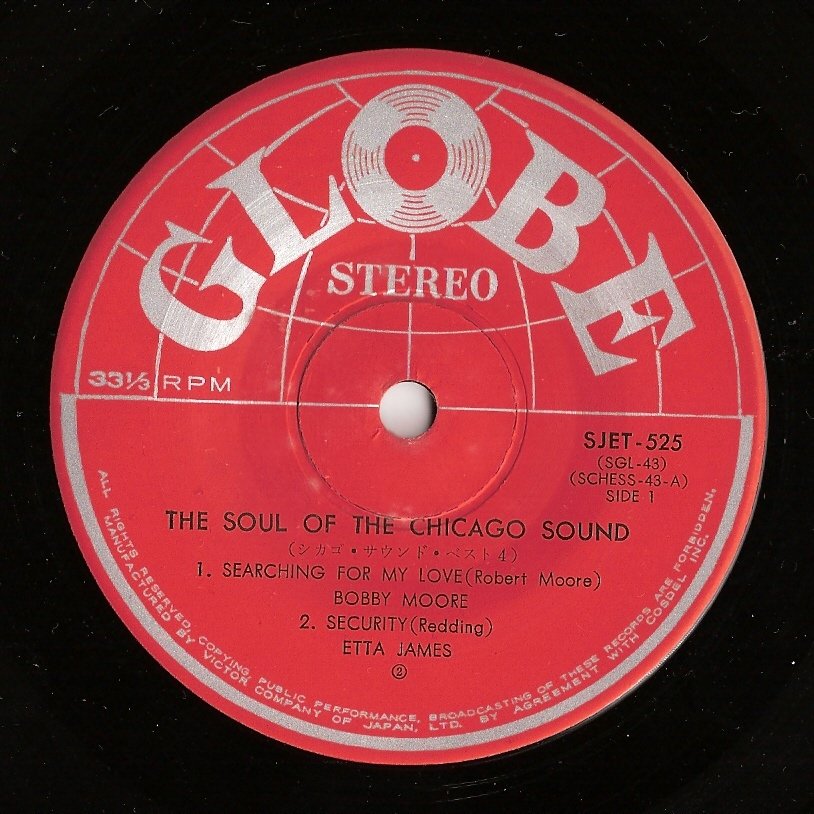 GLOBE
STEREO
33⅓ RPM
SJET-525
(SGL-43)
(SCHESS-43-A)
SIDE 1
THE SOUL OF THE CHICAGO SOUND
(シカゴ・サウンド・ベスト4)
1. SEARCHING FOR MY LOVE(Robert Moore)
BOBBY MOORE
2. SECURITY(Redding)
ETTA JAMES
②
ALL RIGHTS RESERVED, COPYING, PUBLIC PERFORMANCE, BROADCASTING OF THESE RECORDS ARE FORBIDDEN.
MANUFACTURED BY VICTOR COMPANY OF JAPAN, LTD. BY AGREEMENT WITH COSDEL INC.